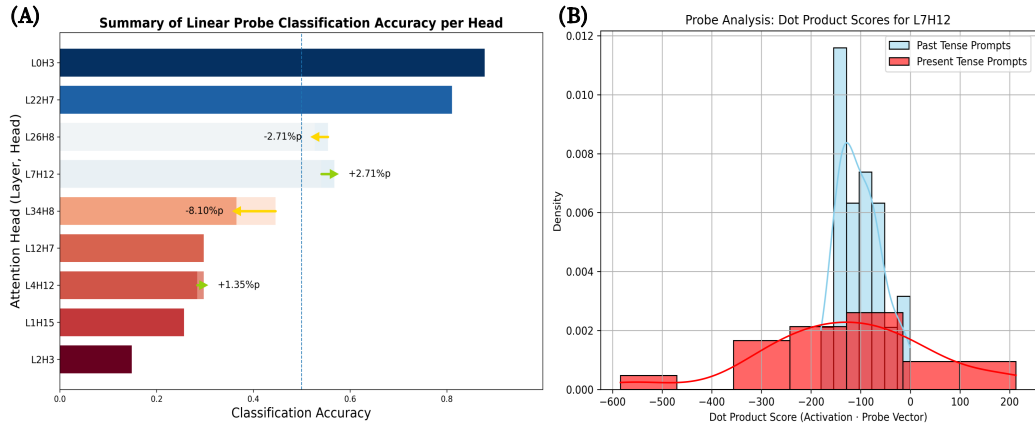 (A)
Summary of Linear Probe Classification Accuracy per Head
Attention Head (Layer, Head)
L0H3
L22H7
L26H8
-2.71%p
L7H12
+2.71%p
L34H8
-8.10%p
L12H7
L4H12
+1.35%p
L1H15
L2H3
0.0
0.2
0.4
0.6
0.8
Classification Accuracy
(B)
Probe Analysis: Dot Product Scores for L7H12
Past Tense Prompts
Present Tense Prompts
Density
0.012
0.010
0.008
0.006
0.004
0.002
0.000
−600
−500
−400
−300
−200
−100
0
100
200
Dot Product Score (Activation · Probe Vector)